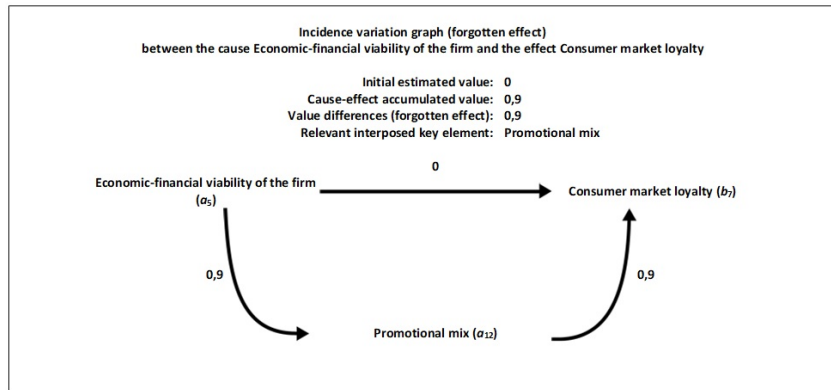 Incidence variation graph (forgotten effect)
between the cause Economic-financial viability of the firm and the effect Consumer market loyalty
Initial estimated value: 0
Cause-effect accumulated value: 0,9
Value differences (forgotten effect): 0,9
Relevant interposed key element: Promotional mix
0
Economic-financial viability of the firm
(a₅)
Consumer market loyalty (b₇)
0,9
0,9
Promotional mix (a₁₂)